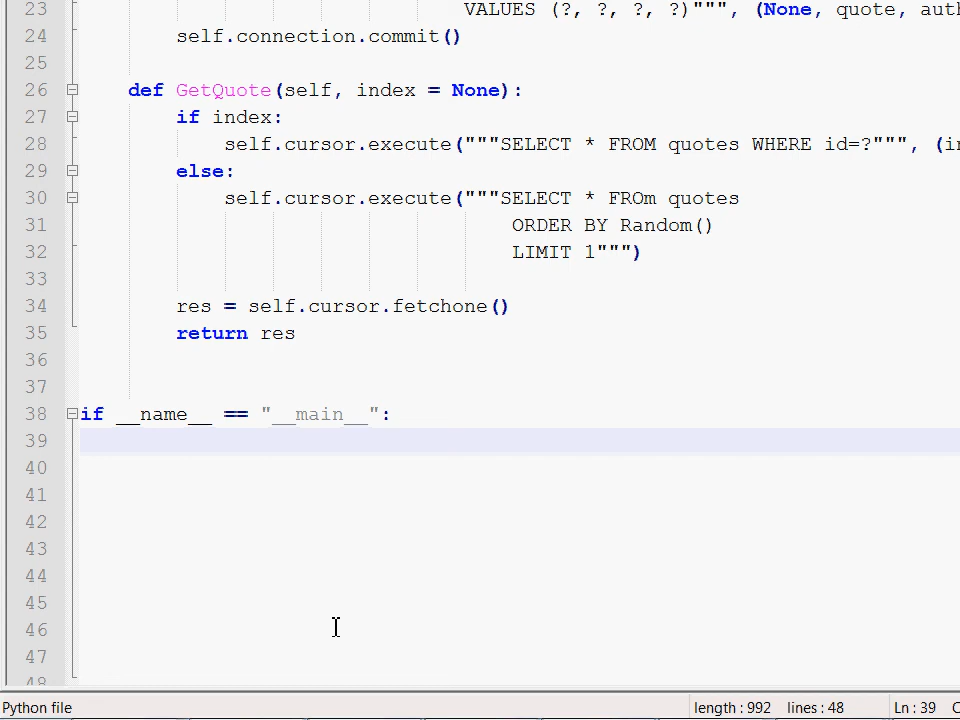 23 VALUES (?, ?, ?, ?)""", (None, quote,
24 self.connection.commit()
25
26 def GetQuote(self, index = None):
27 if index:
28 self.cursor.execute("""SELECT * FROM quotes WHERE id=?""",
29 else:
30 self.cursor.execute("""SELECT * FROm quotes
31 ORDER BY Random()
32 LIMIT 1""")
33
34 res = self.cursor.fetchone()
35 return res
36
37
38 if __name__ == "__main__":
39
40
41
42
43
44
45
46
47
48
Python file length : 992 lines : 48 Ln : 39